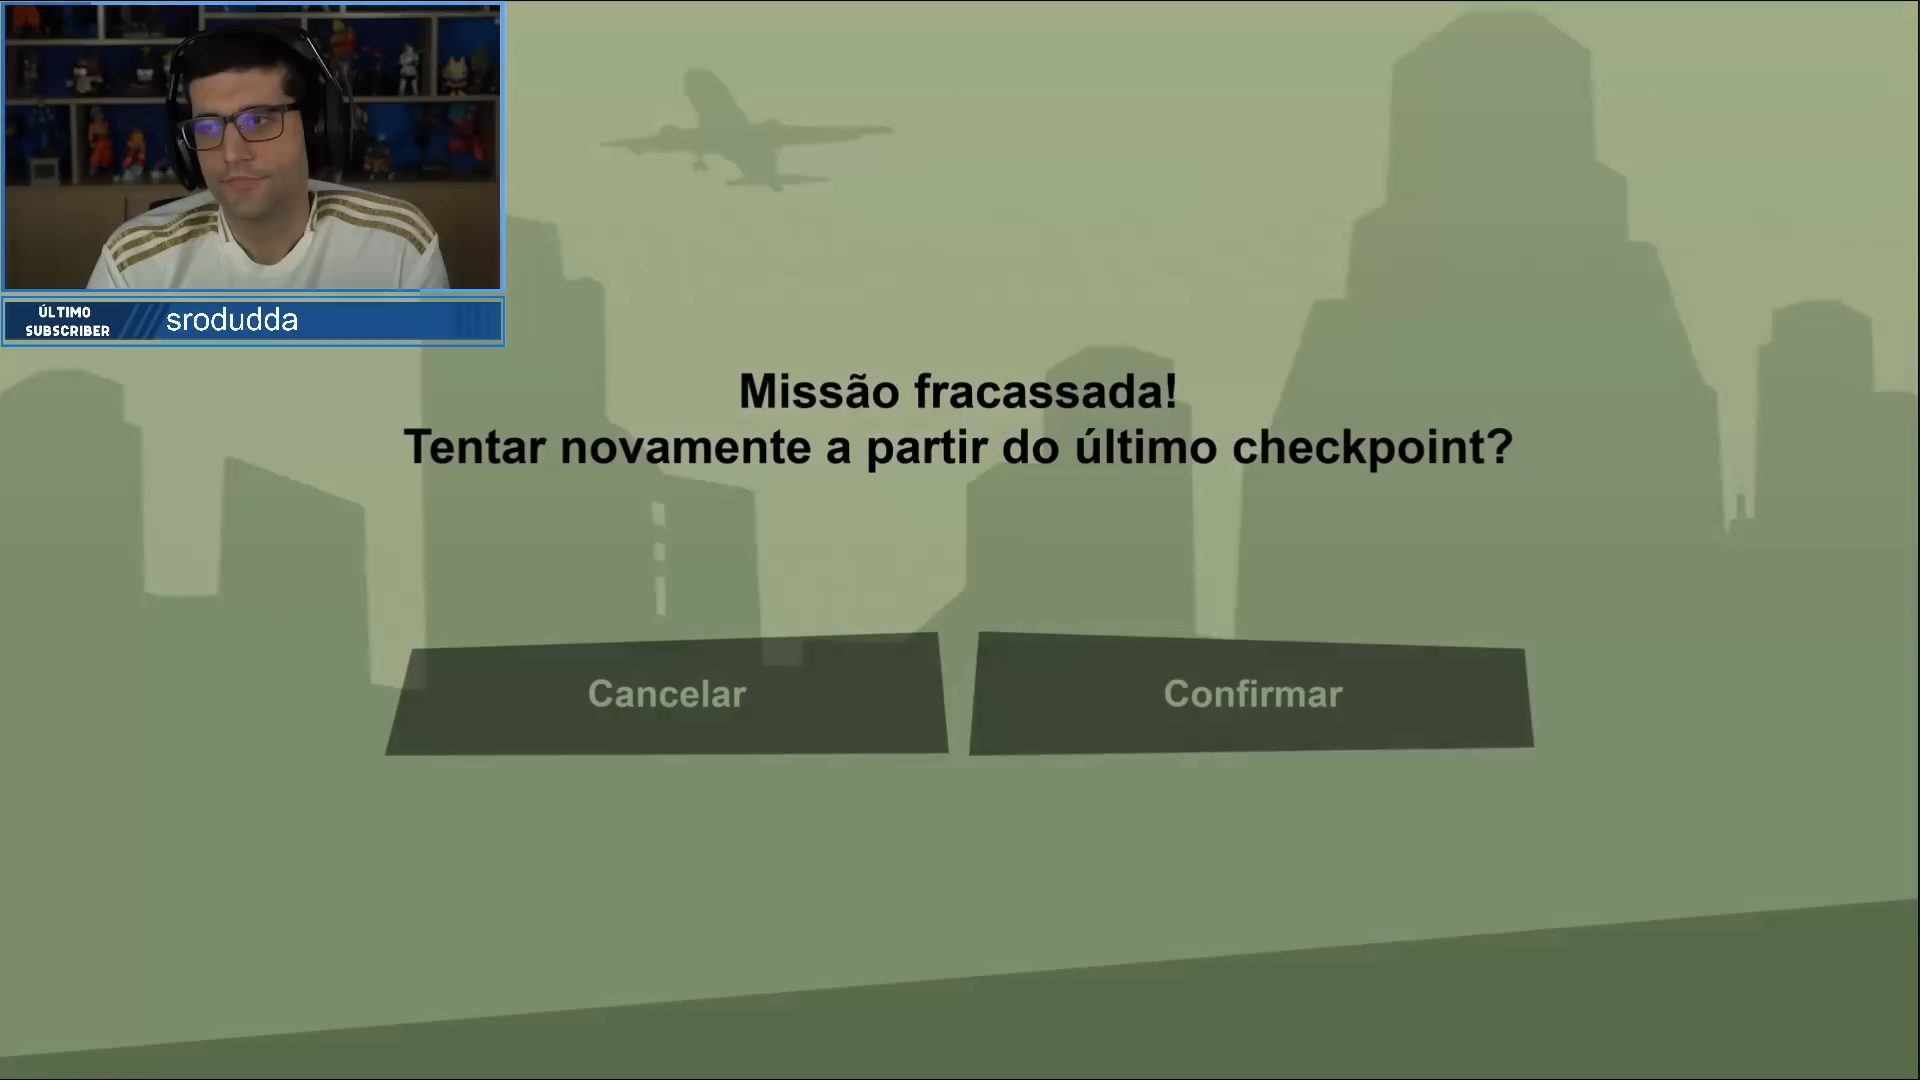 ÚLTIMO
SUBSCRIBER
srodudda
Missão fracassada!
Tentar novamente a partir do último checkpoint?
Cancelar
Confirmar